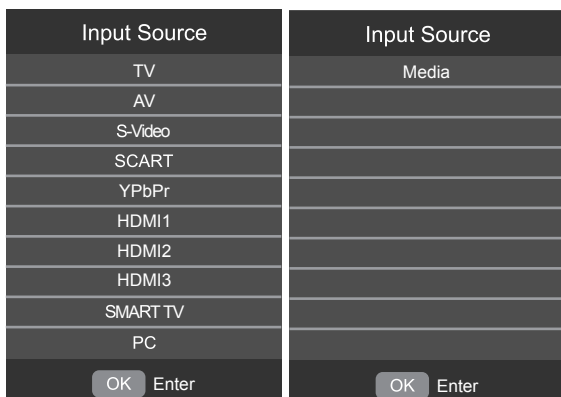 Input Source
TV
AV
S-Video
SCART
YPbPr
HDMI1
HDMI2
HDMI3
SMART TV
PC
OK Enter
Input Source
Media
OK Enter